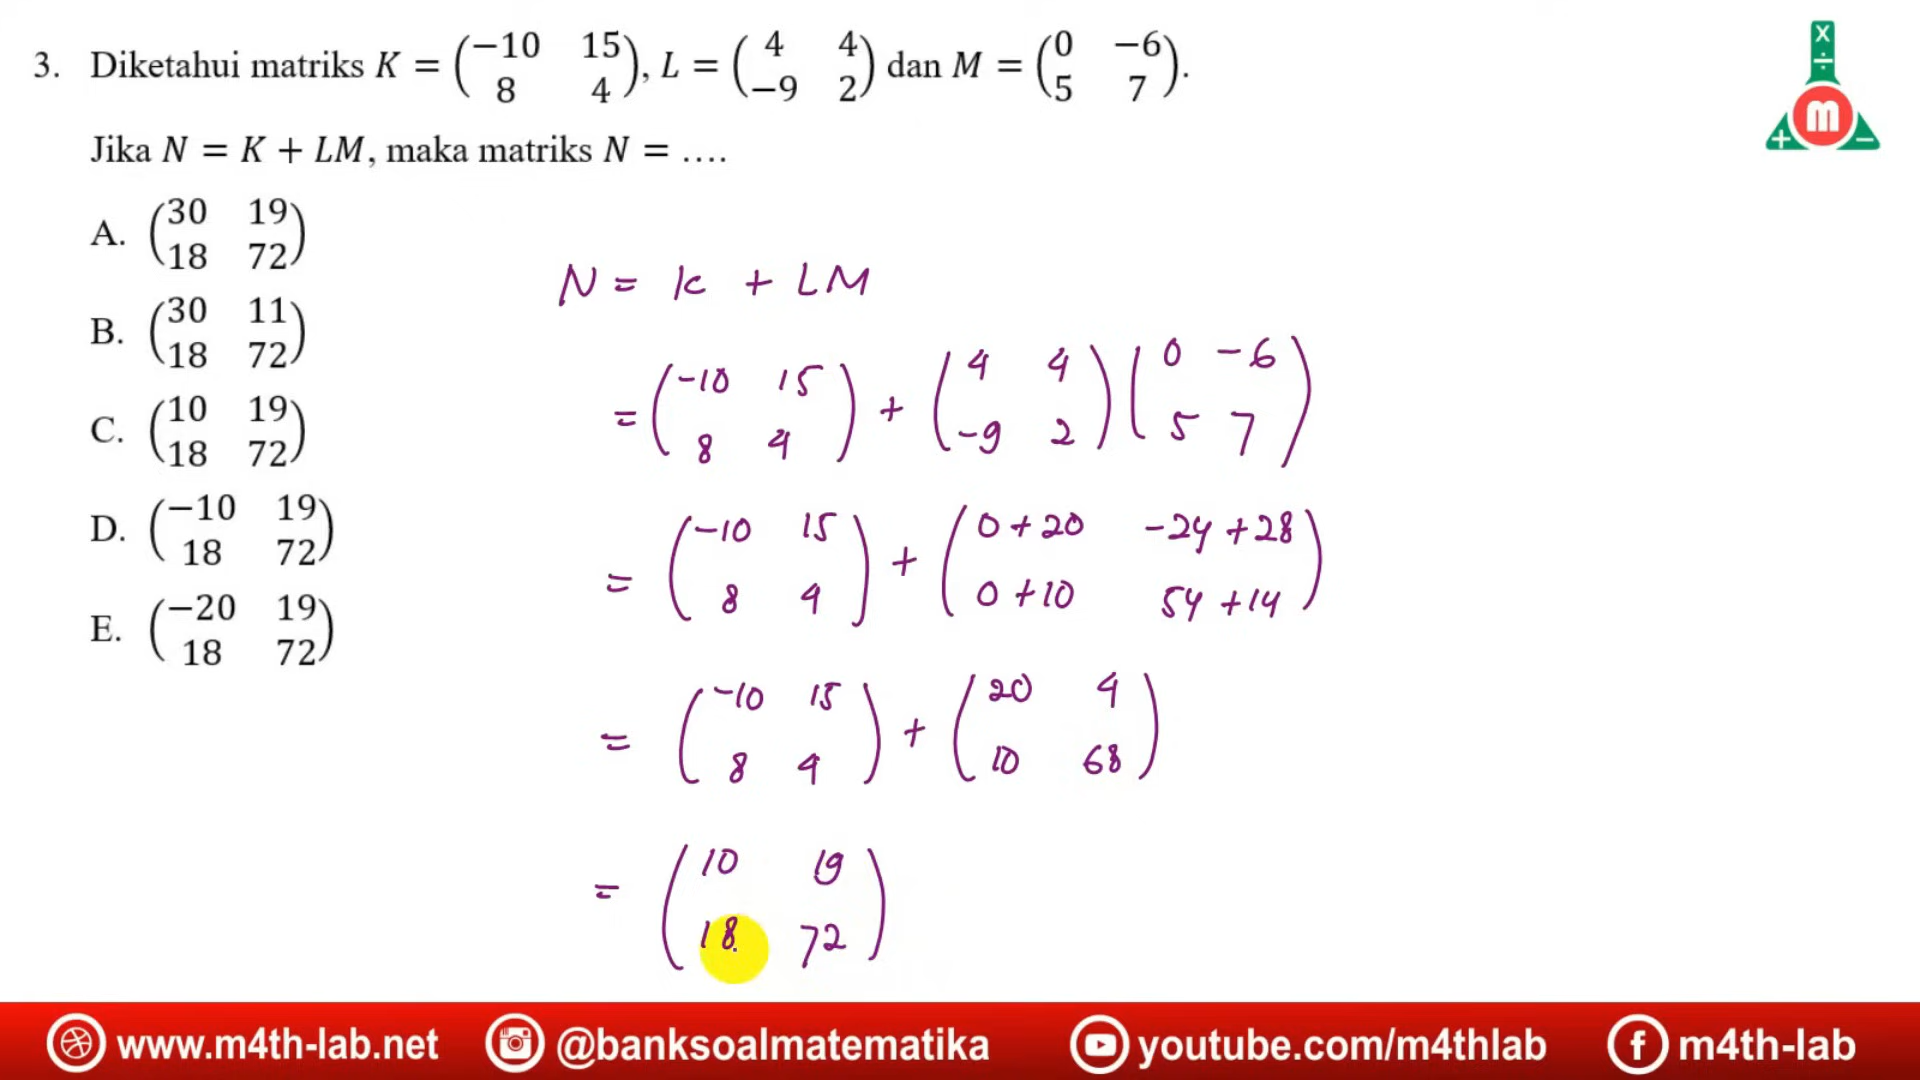 3. Diketahui matriks K = (−10 15 8 4), L = (4 4 −9 2) dan M = (0 −6 5 7).
Jika N = K + LM, maka matriks N = ....
A. (30 19 18 72)
B. (30 11 18 72)
C. (10 19 18 72)
D. (−10 19 18 72)
E. (−20 19 18 72)
N = K + LM
= (−10 15 8 4) + (4 4 −9 2) (0 −6 5 7)
= (−10 15 8 4) + (0+20 −24+28 0+10 54+14)
= (−10 15 8 4) + (20 4 10 68)
= (10 19 18 72)
x ÷ m + −
www.m4th-lab.net @banksoalmatematika youtube.com/m4thlab f m4th-lab